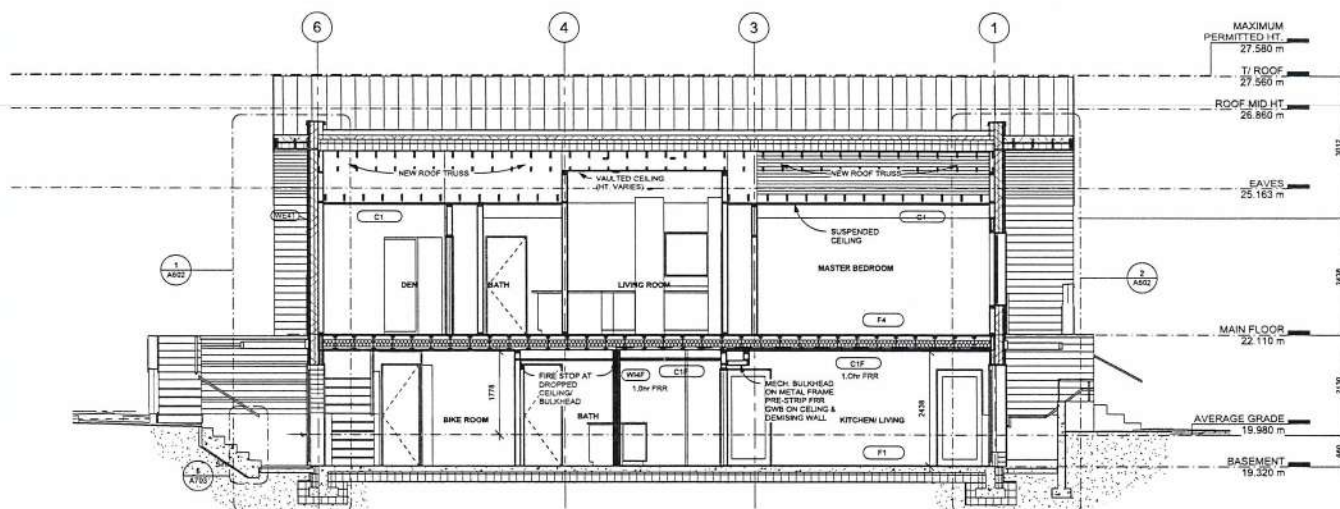 6
4
3
1
MAXIMUM
PERMITTED HT.
27.580 m
T/ ROOF
27.560 m
ROOF MID HT
26.860 m
NEW ROOF TRUSS
VAULTED CEILING
(HT. VARIES)
NEW ROOF TRUSS
EAVES
25.163 m
WE41
C1
C1
SUSPENDED
CEILING
1
A602
DEN
BATH
LIVING ROOM
MASTER BEDROOM
2
A602
F4
MAIN FLOOR
22.110 m
1778
FIRE STOP AT
DROPPED
CEILING/
BULKHEAD
WI4F
C1F
1.0hr FRR
MECH. BULKHEAD
ON METAL FRAME
PRE-STRIP FRR
GWB ON CEILING &
DEMISING WALL
C1F
1.0hr FRR
2438
BIKE ROOM
BATH
KITCHEN/ LIVING
AVERAGE GRADE
19.980 m
F1
BASEMENT
19.320 m
A703